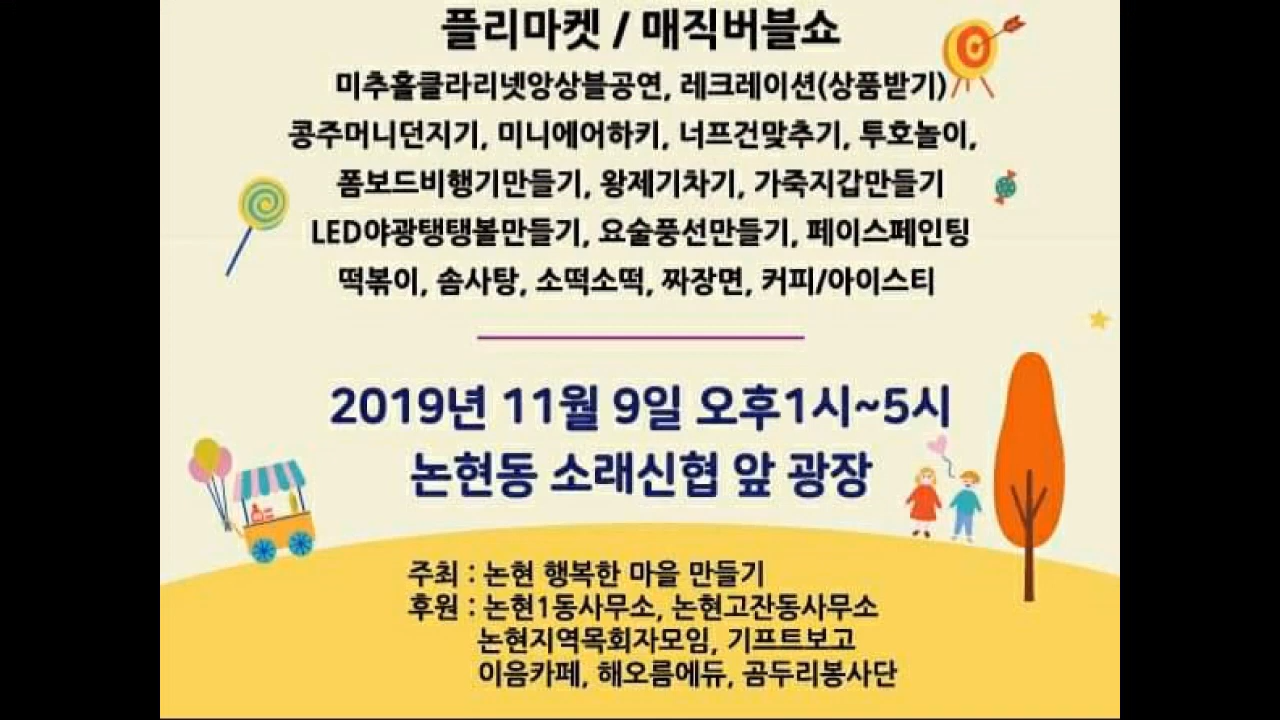 플리마켓 / 매직버블쇼
미추홀클라리넷앙상블공연, 레크레이션(상품받기)
콩주머니던지기, 미니에어하키, 너프건맞추기, 투호놀이,
폼보드비행기만들기, 왕제기차기, 가죽지갑만들기
LED야광탱탱볼만들기, 요술풍선만들기, 페이스페인팅
떡볶이, 솜사탕, 소떡소떡, 짜장면, 커피/아이스티
2019년 11월 9일 오후1시~5시
논현동 소래신협 앞 광장
주최 : 논현 행복한 마을 만들기
후원 : 논현1동사무소, 논현고잔동사무소
논현지역목회자모임, 기프트보고
이음카페, 해오름에듀, 곰두리봉사단